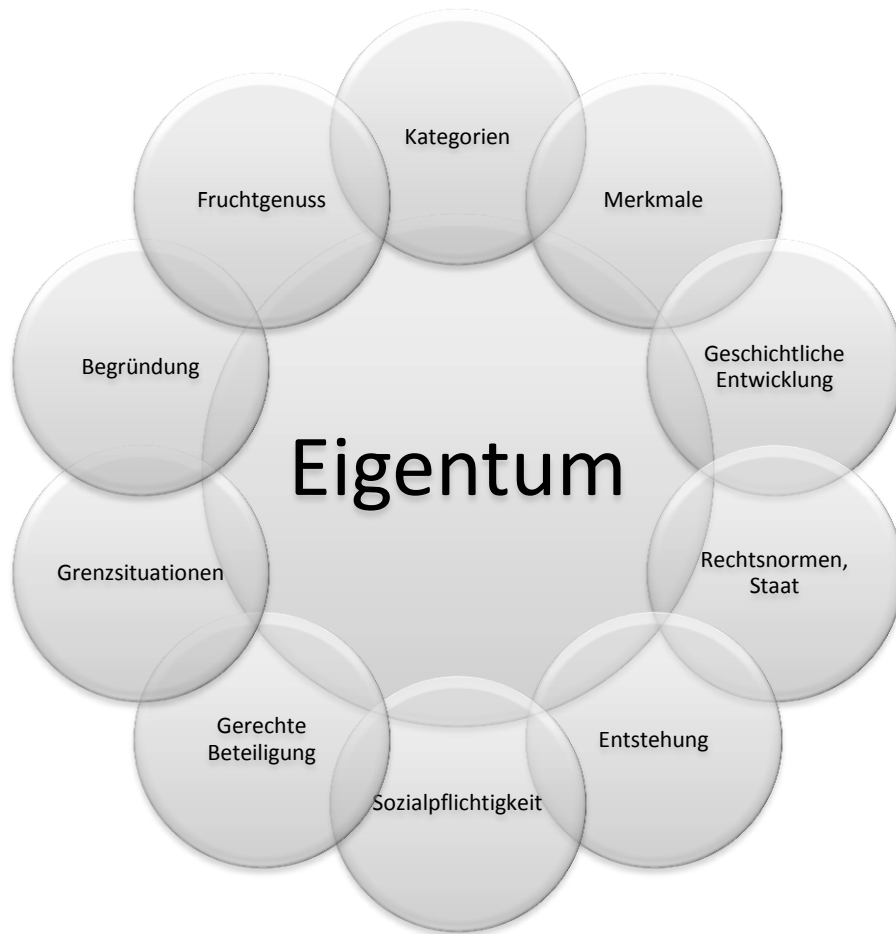 Kategorien
Merkmale
Geschichtliche
Entwicklung
Rechtsnormen,
Staat
Entstehung
Sozialpflichtigkeit
Gerechte
Beteiligung
Grenzsituationen
Begründung
Fruchtgenuss
Eigentum